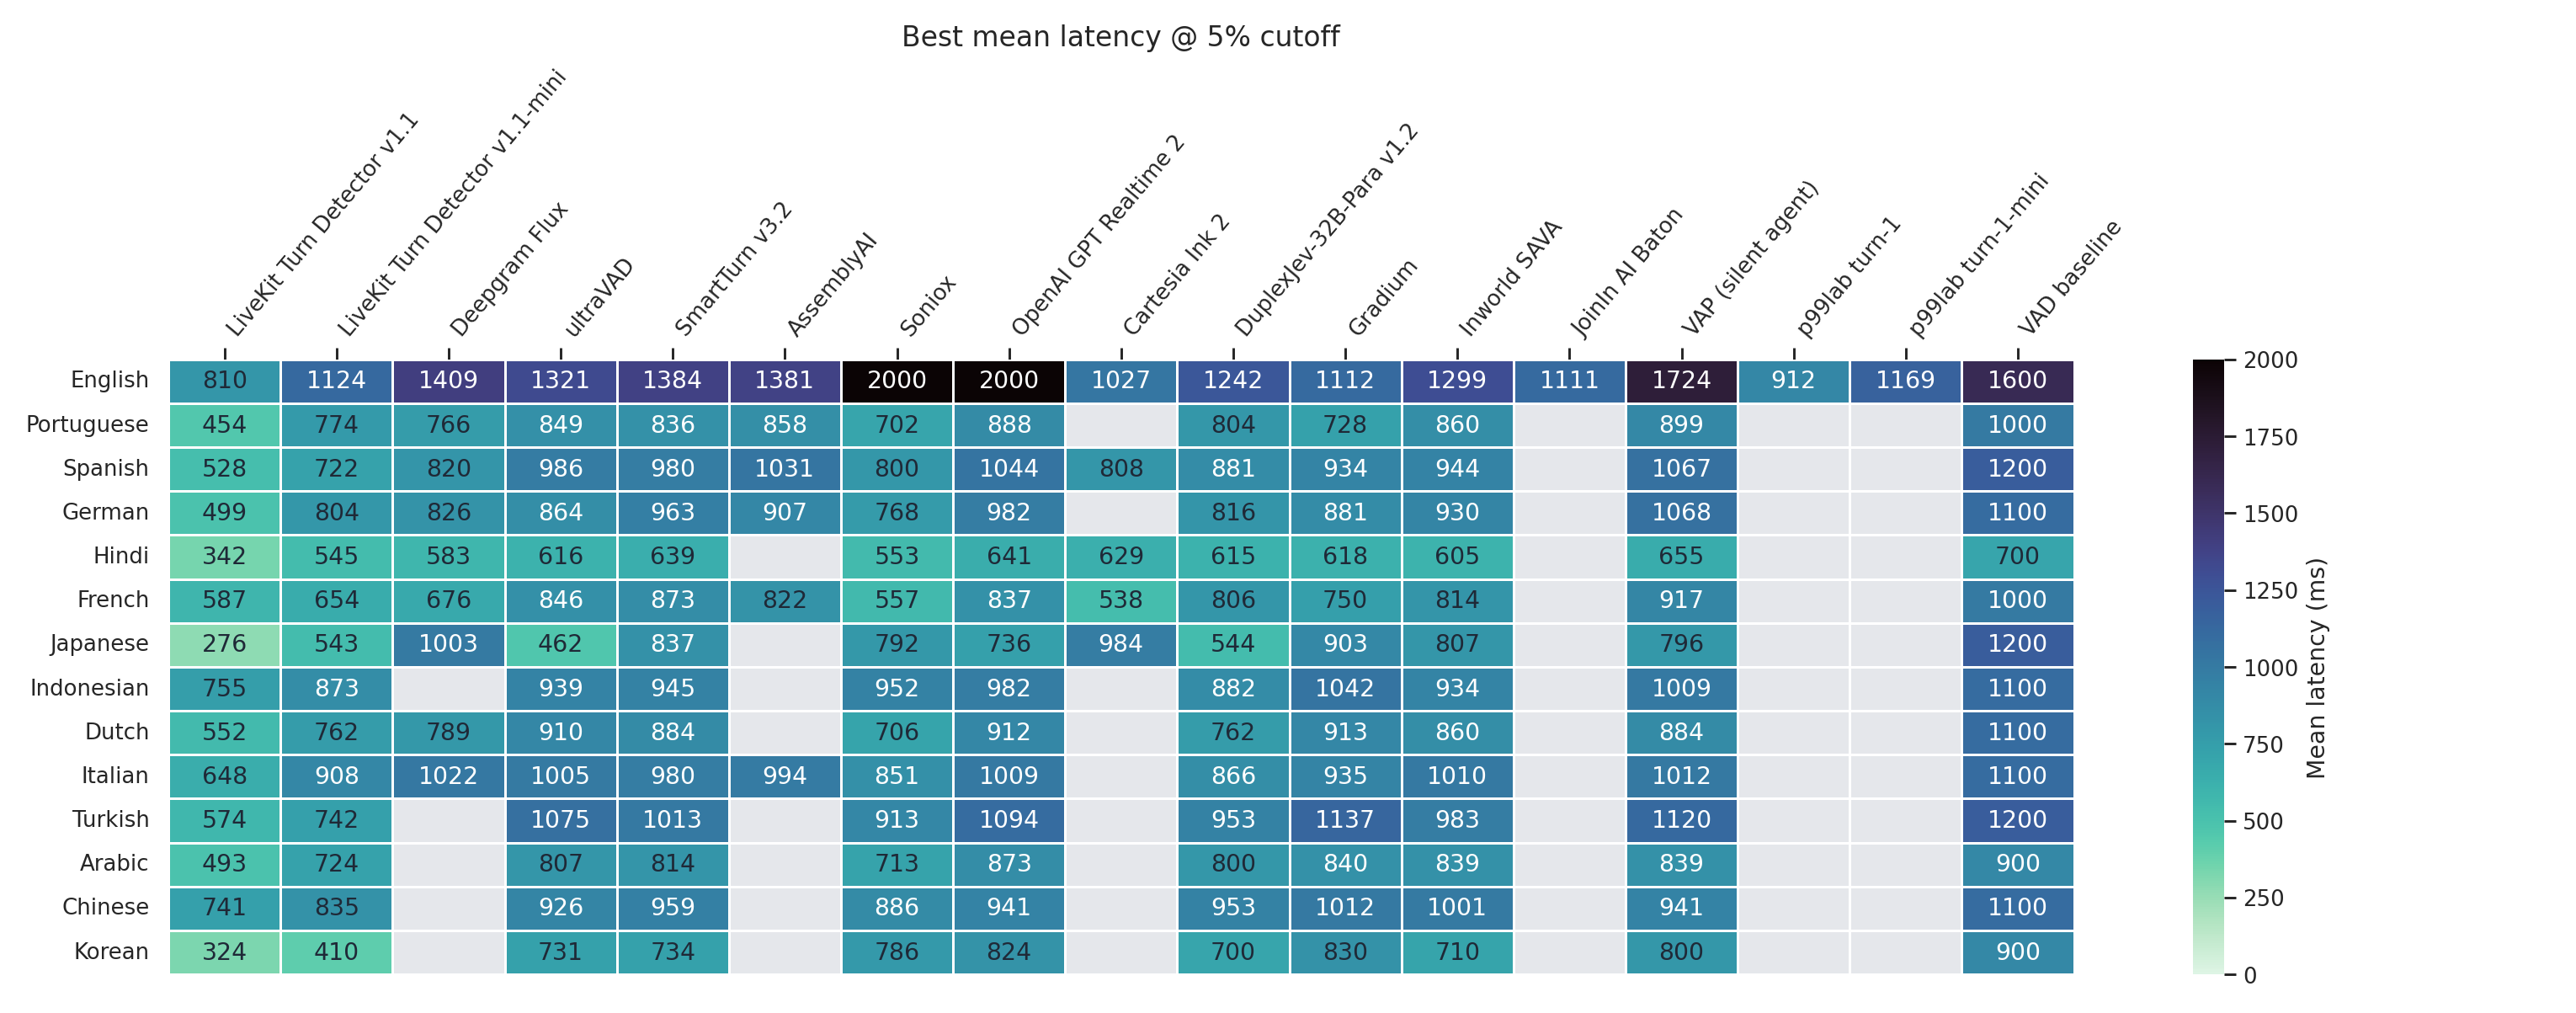 Best mean latency @ 5% cutoff
LiveKit Turn Detector v1.1
LiveKit Turn Detector v1.1-mini
Deepgram Flux
ultraVAD
SmartTurn v3.2
AssemblyAI
Soniox
OpenAI GPT Realtime 2
Cartesia Ink 2
DuplexJev-32B-Para v1.2
Gradium
Inworld SAVA
JoinIn AI Baton
VAP (silent agent)
p99lab turn-1
p99lab turn-1-mini
VAD baseline
English 810 1124 1409 1321 1384 1381 2000 2000 1027 1242 1112 1299 1111 1724 912 1169 1600
Portuguese 454 774 766 849 836 858 702 888 804 728 860 899 1000
Spanish 528 722 820 986 980 1031 800 1044 808 881 934 944 1067 1200
German 499 804 826 864 963 907 768 982 816 881 930 1068 1100
Hindi 342 545 583 616 639 553 641 629 615 618 605 655 700
French 587 654 676 846 873 822 557 837 538 806 750 814 917 1000
Japanese 276 543 1003 462 837 792 736 984 544 903 807 796 1200
Indonesian 755 873 939 945 952 982 882 1042 934 1009 1100
Dutch 552 762 789 910 884 706 912 762 913 860 884 1100
Italian 648 908 1022 1005 980 994 851 1009 866 935 1010 1012 1100
Turkish 574 742 1075 1013 913 1094 953 1137 983 1120 1200
Arabic 493 724 807 814 713 873 800 840 839 839 900
Chinese 741 835 926 959 886 941 953 1012 1001 941 1100
Korean 324 410 731 734 786 824 700 830 710 800 900
2000
1750
1500
1250
1000
750
500
250
0
Mean latency (ms)